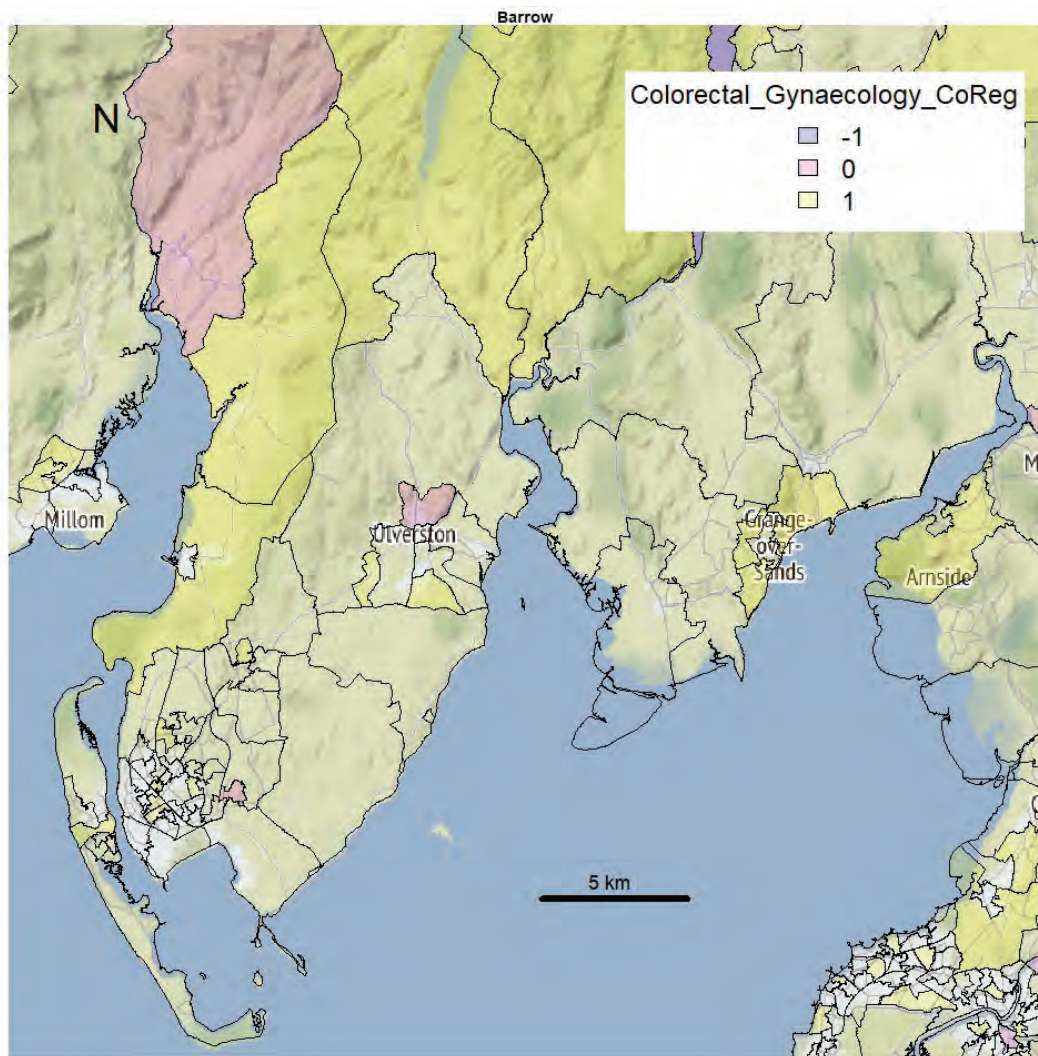 Barrow
N
Colorectal_Gynaecology_CoReg
-1
0
1
Millom
Ulverston
Grange-
over-
Sands
Arnside
M
5 km